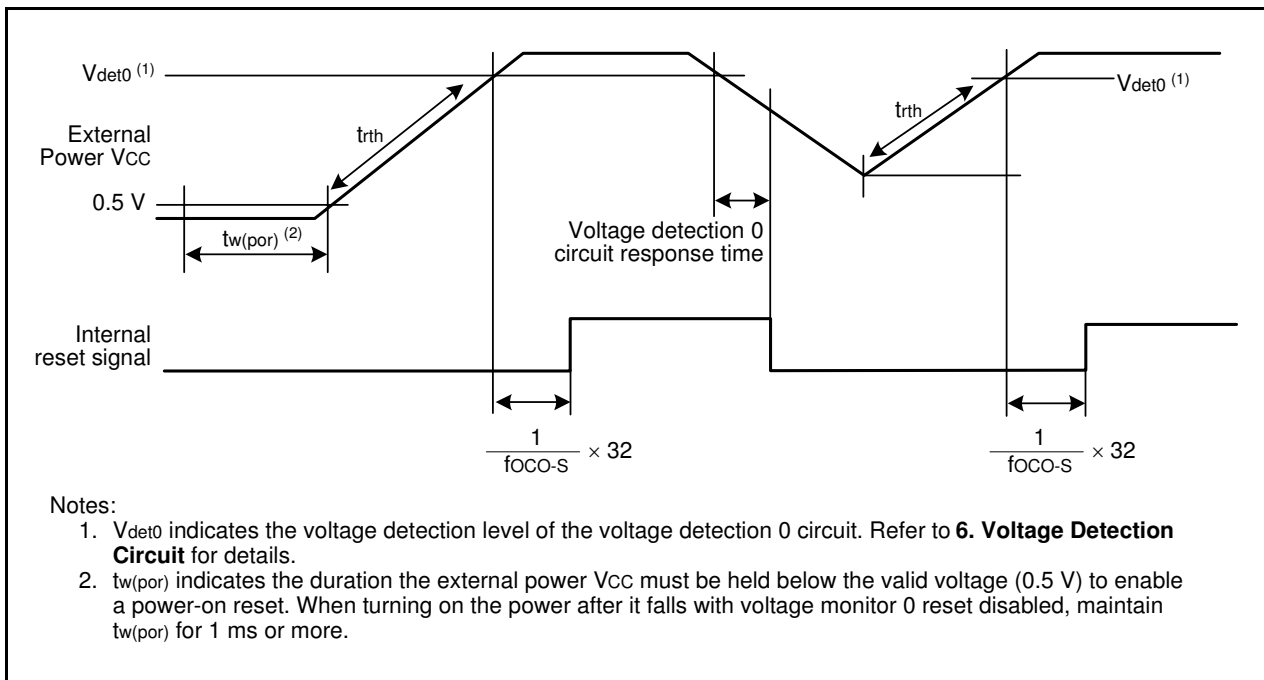 Vdet0 (1)
trth
External
Power VCC
0.5 V
tw(por) (2)
Voltage detection 0
circuit response time
trth
Vdet0 (1)
Internal
reset signal
1
fOCO-S
× 32
1
fOCO-S
× 32
Notes:
1. Vdet0 indicates the voltage detection level of the voltage detection 0 circuit. Refer to 6. Voltage Detection
Circuit for details.
2. tw(por) indicates the duration the external power VCC must be held below the valid voltage (0.5 V) to enable
a power-on reset. When turning on the power after it falls with voltage monitor 0 reset disabled, maintain
tw(por) for 1 ms or more.